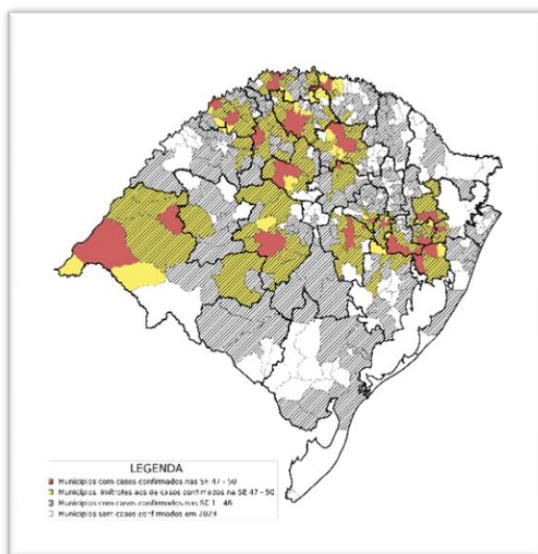 LEGENDA
Municípios com casos confirmados nas SE 47 - 50
Municípios limítrofes aos de casos confirmados na SE 47 - 50
Municípios com casos confirmados nas SE 1 - 46
Municípios sem casos confirmados em 2023